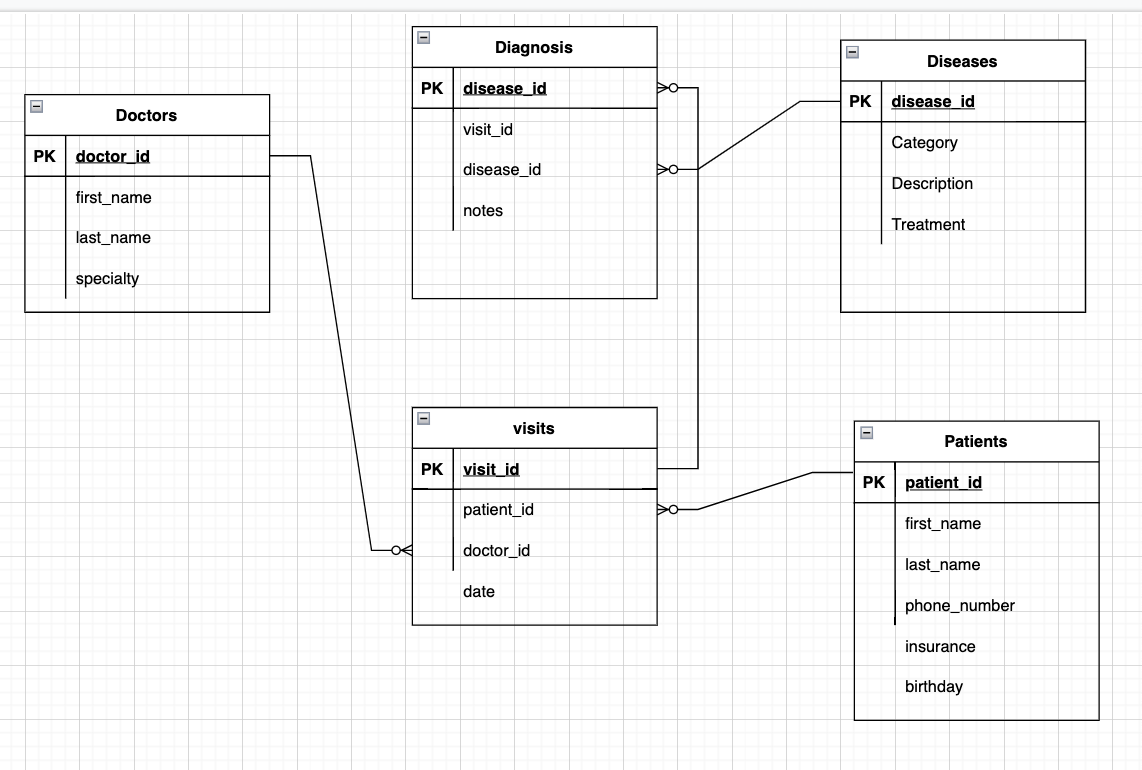 Doctors
PK doctor_id
first_name
last_name
specialty
Diagnosis
PK disease_id
visit_id
disease_id
notes
Diseases
PK disease_id
Category
Description
Treatment
visits
PK visit_id
patient_id
doctor_id
date
Patients
PK patient_id
first_name
last_name
phone_number
insurance
birthday